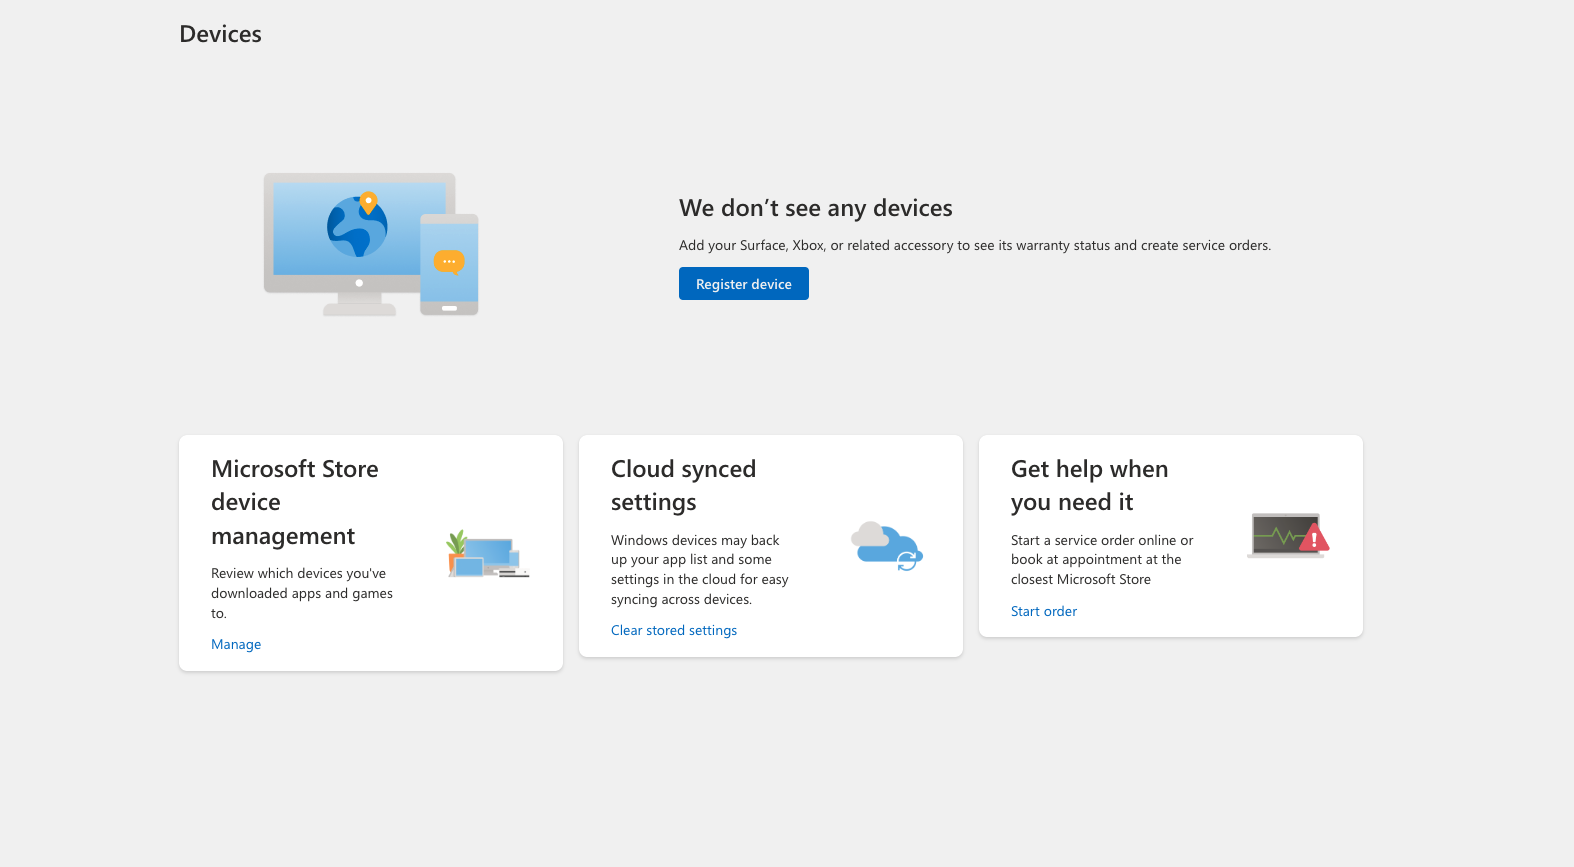 Devices
We don’t see any devices
Add your Surface, Xbox, or related accessory to see its warranty status and create service orders.
Register device
Microsoft Store
device
management
Review which devices you've
downloaded apps and games
to.
Manage
Cloud synced
settings
Windows devices may back
up your app list and some
settings in the cloud for easy
syncing across devices.
Clear stored settings
Get help when
you need it
Start a service order online or
book at appointment at the
closest Microsoft Store
Start order